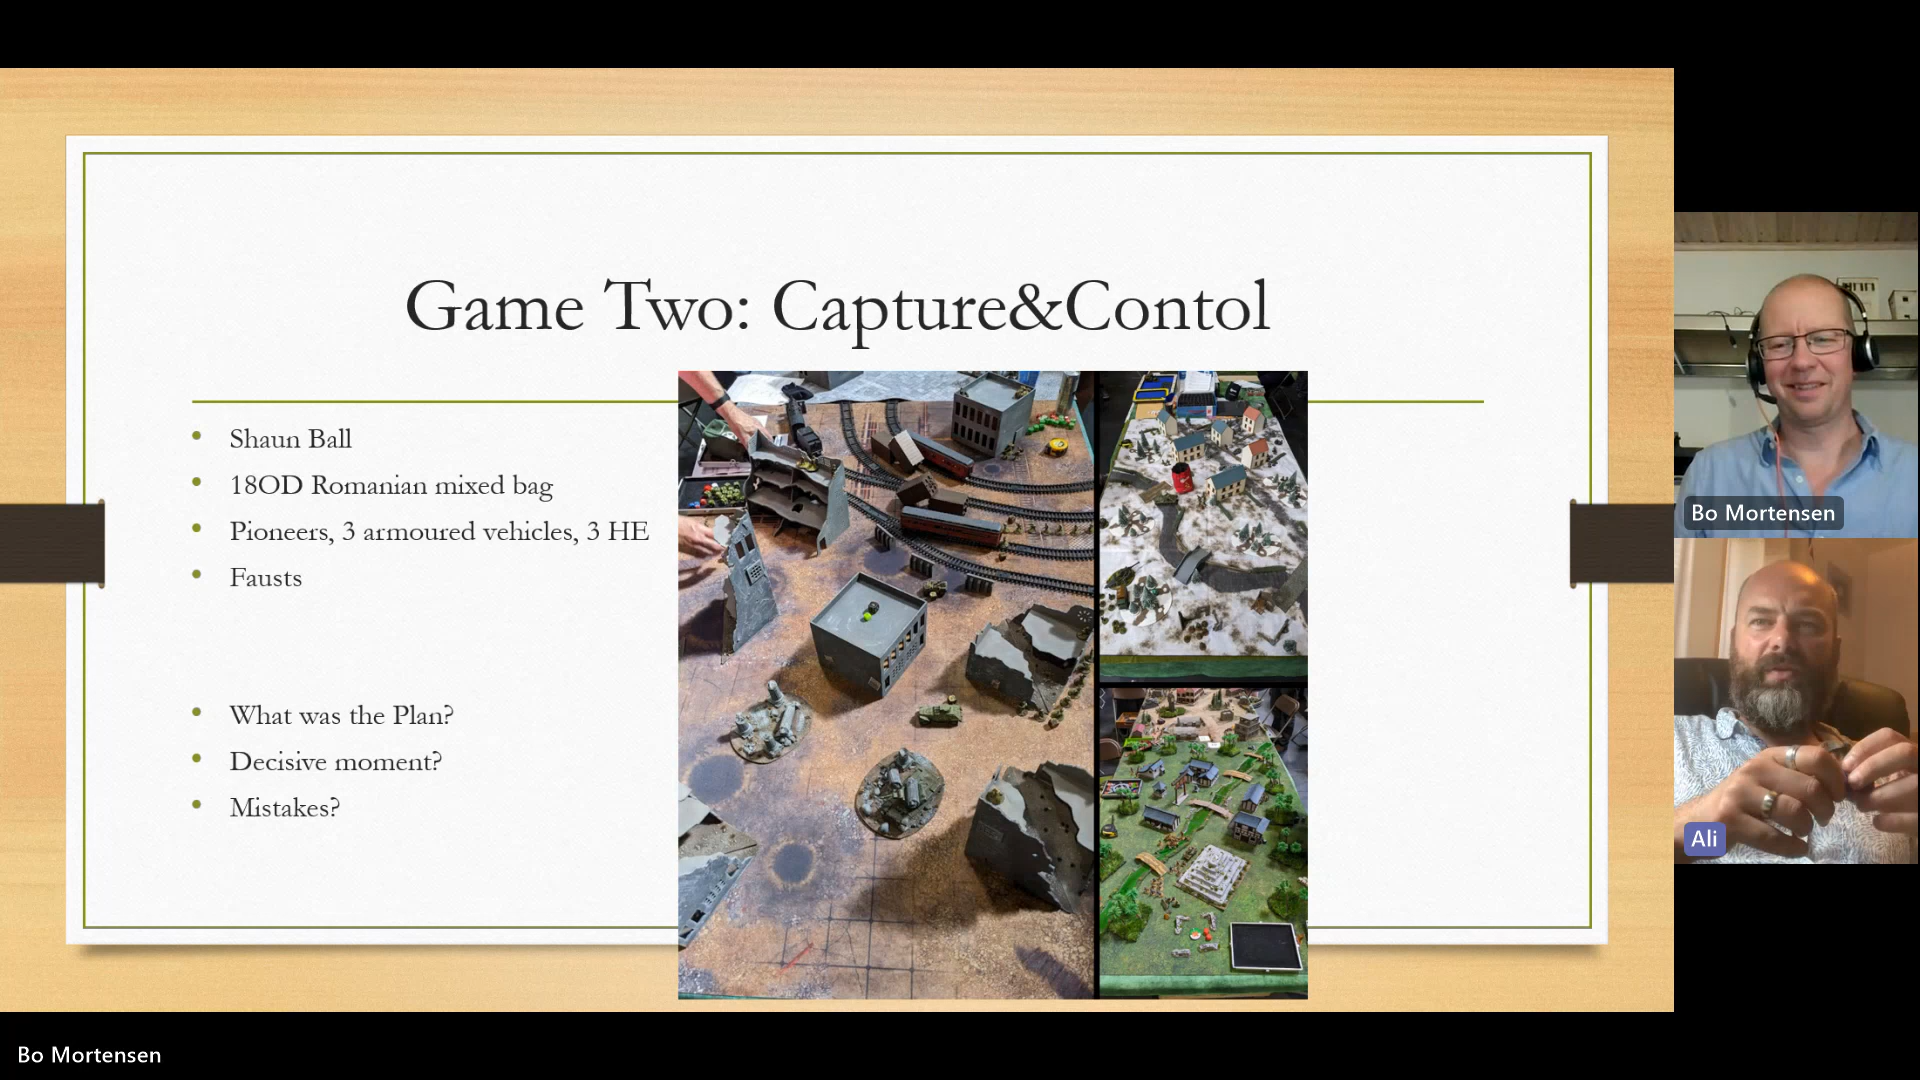 Game Two: Capture&Contol
Shaun Ball
18OD Romanian mixed bag
Pioneers, 3 armoured vehicles, 3 HE
Fausts
What was the Plan?
Decisive moment?
Mistakes?
Bo Mortensen
Ali
Bo Mortensen